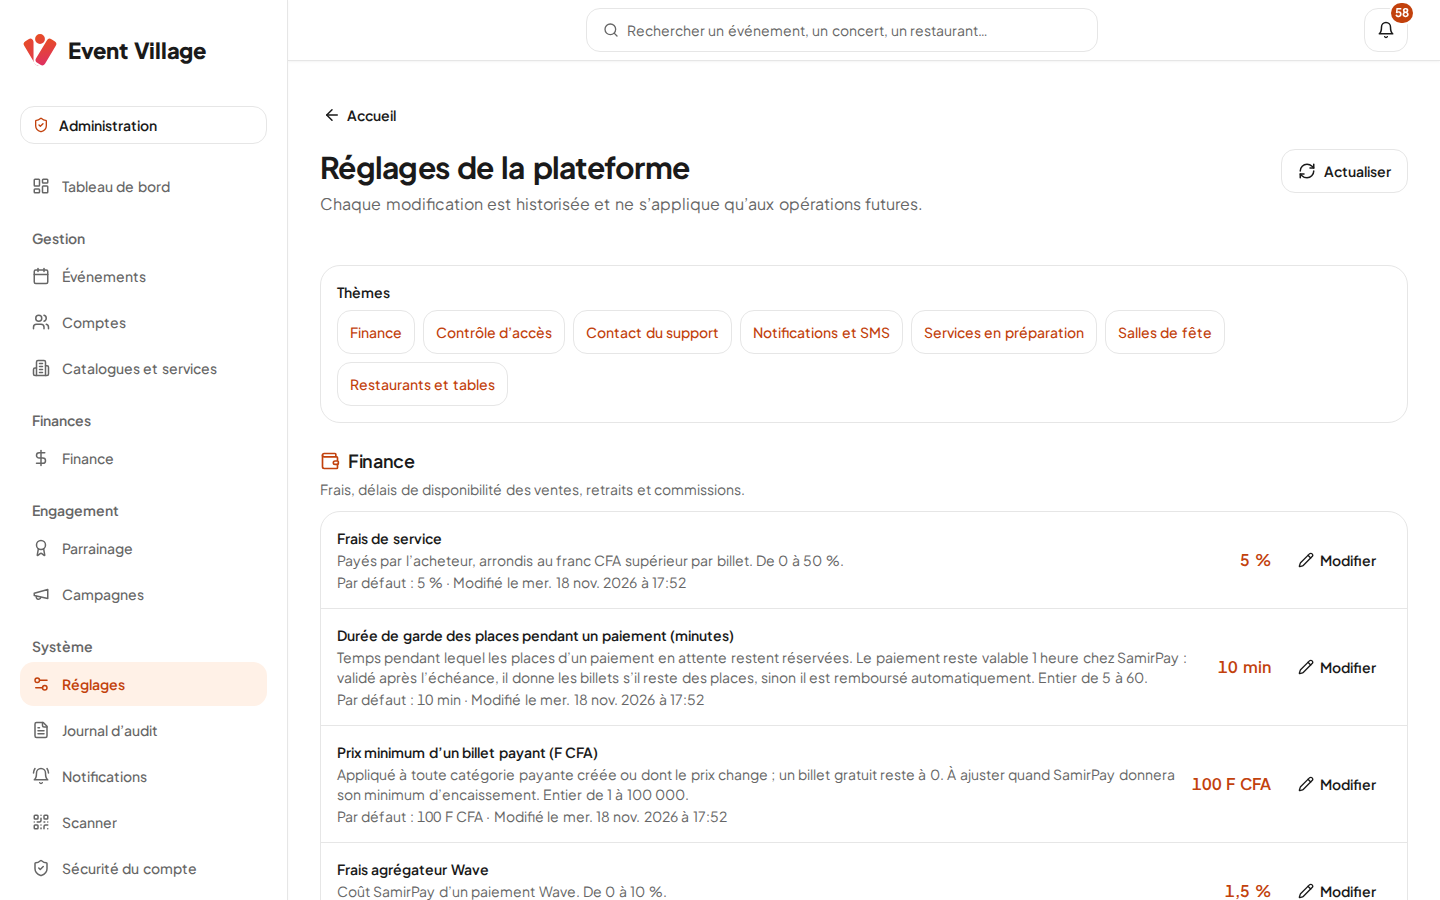 Event Village
Rechercher un événement, un concert, un restaurant...
58
Administration
Tableau de bord
Gestion
Événements
Comptes
Catalogues et services
Finances
Finance
Engagement
Parrainage
Campagnes
Système
Réglages
Journal d'audit
Notifications
Scanner
Sécurité du compte
Accueil
Réglages de la plateforme
Actualiser
Chaque modification est historisée et ne s'applique qu'aux opérations futures.
Thèmes
Finance
Contrôle d'accès
Contact du support
Notifications et SMS
Services en préparation
Salles de fête
Restaurants et tables
Finance
Frais, délais de disponibilité des ventes, retraits et commissions.
Frais de service
Payés par l'acheteur, arrondis au franc CFA supérieur par billet. De 0 à 50 %.
Par défaut : 5 % · Modifié le mer. 18 nov. 2026 à 17:52
5 %
Modifier
Durée de garde des places pendant un paiement (minutes)
Temps pendant lequel les places d'un paiement en attente restent réservées. Le paiement reste valable 1 heure chez SamirPay :
validé après l'échéance, il donne les billets s'il reste des places, sinon il est remboursé automatiquement. Entier de 5 à 60.
Par défaut : 10 min · Modifié le mer. 18 nov. 2026 à 17:52
10 min
Modifier
Prix minimum d'un billet payant (F CFA)
Appliqué à toute catégorie payante créée ou dont le prix change ; un billet gratuit reste à 0. À ajuster quand SamirPay donnera
son minimum d'encaissement. Entier de 1 à 100 000.
Par défaut : 100 F CFA · Modifié le mer. 18 nov. 2026 à 17:52
100 F CFA
Modifier
Frais agrégateur Wave
Coût SamirPay d'un paiement Wave. De 0 à 10 %.
1,5 %
Modifier